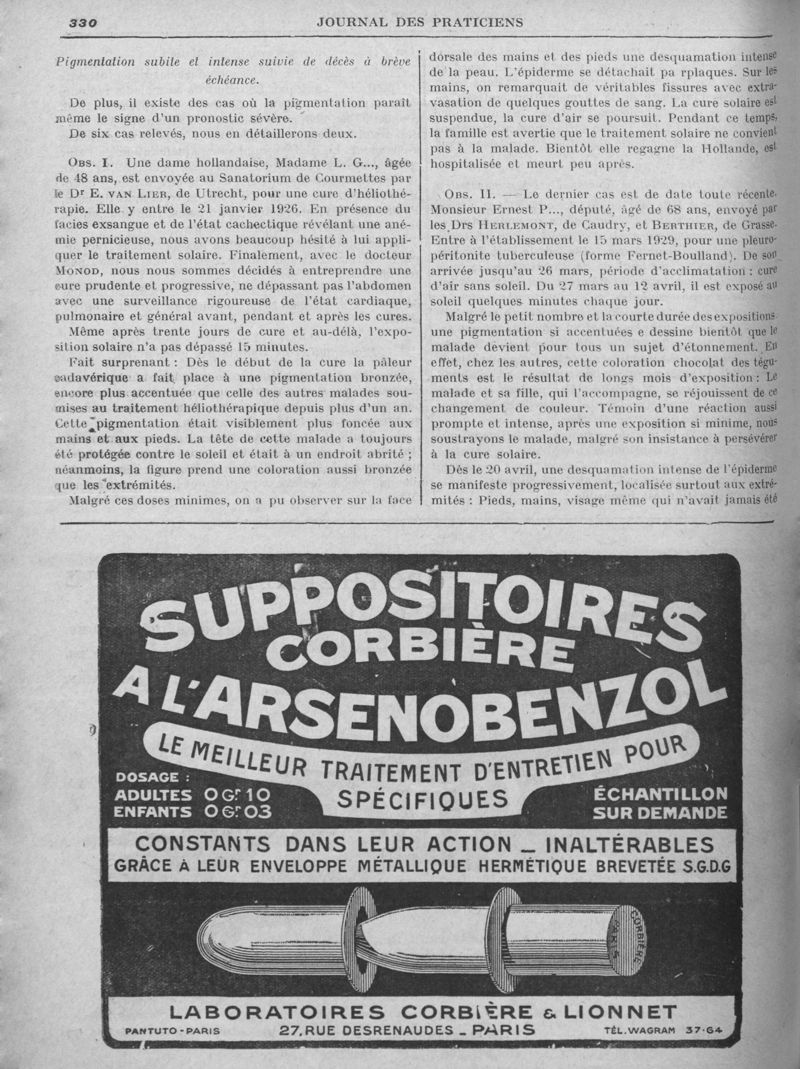 330
JOURNAL DES PRATICIENS
Pigmentation subite et intense suivie de décès à brève
échéance.
De plus, il existe des cas où la pigmentation paraît
même le signe d'un pronostic sévère.
De six cas relevés, nous en détaillerons deux.
OBS. I. Une dame hollandaise, Madame L. G..., âgée
de 48 ans, est envoyée au Sanatorium de Courmettes par
le Dr E. VAN LIER, de Utrecht, pour une cure d'héliothé-
rapie. Elle y entre le 21 janvier 1926. En présence du
facies exsangue et de l'état cachectique révélant une ané-
mie pernicieuse, nous avons beaucoup hésité à lui appli-
quer le traitement solaire. Finalement, avec le docteur
MONOD, nous nous sommes décidés à entreprendre une
cure prudente et progressive, ne dépassant pas l'abdomen
avec une surveillance rigoureuse de l'état cardiaque,
pulmonaire et général avant, pendant et après les cures.
Même après trente jours de cure et au-délà, l'expo-
sition solaire n'a pas dépassé 15 minutes.
Fait surprenant : Dès le début de la cure la pâleur
cadavérique a fait place à une pigmentation bronzée,
encore plus accentuée que celle des autres malades sou-
mises au traitement héliothérapique depuis plus d'un an.
Cette pigmentation était visiblement plus foncée aux
mains et aux pieds. La tête de cette malade a toujours
été protégée contre le soleil et était à un endroit abrité ;
néanmoins, la figure prend une coloration aussi bronzée
que les extrémités.
Malgré ces doses minimes, on a pu observer sur la face
dorsale des mains et des pieds une desquamation intense
de la peau. L'épiderme se détachait pa rplaques. Sur les
mains, on remarquait de véritables fissures avec extra-
vasation de quelques gouttes de sang. La cure solaire est
suspendue, la cure d'air se poursuit. Pendant ce temps,
la famille est avertie que le traitement solaire ne convient
pas à la malade. Bientôt elle regagne la Hollande, est
hospitalisée et meurt peu après.
OBS. II. — Le dernier cas est de date toute récente.
Monsieur Ernest P..., député, âgé de 68 ans, envoyé par
les Drs HERLEMONT, de Caudry, et BERTHIER, de Grasse.
Entre à l'établissement le 15 mars 1929, pour une pleuro-
péritonite tuberculeuse (forme Fernet-Boulland). De son
arrivée jusqu'au 26 mars, période d'acclimatation : cure
d'air sans soleil. Du 27 mars au 12 avril, il est exposé au
soleil quelques minutes chaque jour.
Malgré le petit nombre et la courte durée des expositions
une pigmentation si accentuées e dessine bientôt que le
malade devient pour tous un sujet d'étonnement. En
effet, chez les autres, cette coloration chocolat des tégu-
ments est le résultat de longs mois d'exposition : Le
malade et sa fille, qui l'accompagne, se réjouissent de ce
changement de couleur. Témoin d'une réaction aussi
prompte et intense, après une exposition si minime, nous
soustrayons le malade, malgré son insistance à persévérer
à la cure solaire.
Dès le 20 avril, une desquamation intense de l'épiderme
se manifeste progressivement, localisée surtout aux extré-
mités : Pieds, mains, visage même qui n'avait jamais été
SUPPOSITOIRES
CORBIÈRE
A L'ARSENOBENZOL
LE MEILLEUR TRAITEMENT D'ENTRETIEN POUR
SPÉCIFIQUES
DOSAGE :
ADULTES 0 Gr 10
ENFANTS 0 Gr 03
ÉCHANTILLON
SUR DEMANDE
CONSTANTS DANS LEUR ACTION _ INALTÉRABLES
GRÂCE A LEUR ENVELOPPE MÉTALLIQUE HERMÉTIQUE BREVETÉE S.G.D.G
CORBIÈRE
PARIS
LABORATOIRES CORBIÈRE & LIONNET
PANTUTO - PARIS
27, RUE DESRENAUDES _ PARIS
TÉL. WAGRAM 37-64